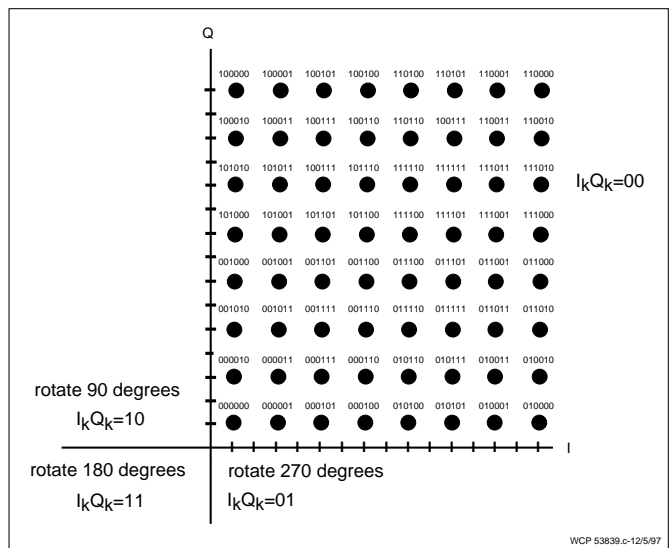 Q
100000 100001 100101 100100 110100 110101 110001 110000
100010 100011 100111 100110 110110 100111 110011 110010
101010 101011 100111 101110 111110 111111 111011 111010
IkQk=00
101000 101001 101101 101100 111100 111101 111001 111000
001000 001001 001101 001100 011100 011101 011001 011000
001010 001011 001111 001110 011110 011111 011011 011010
000010 000011 000111 000110 010110 010111 010011 010010
rotate 90 degrees
IkQk=10
000000 000001 000101 000100 010100 010101 010001 010000
I
rotate 180 degrees rotate 270 degrees
IkQk=11 IkQk=01
WCP 53839.c-12/5/97